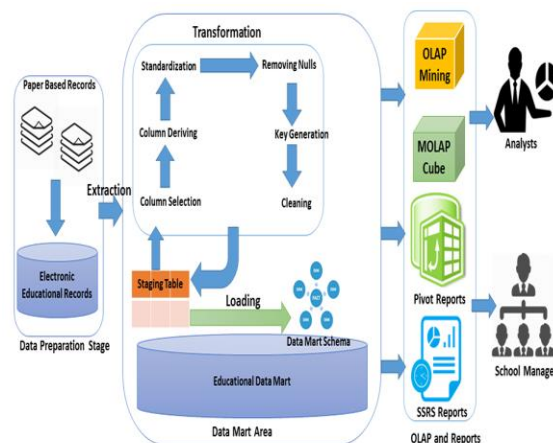 Paper Based Records
Electronic
Educational Records
Data Preparation Stage
Extraction
Transformation
Standardization
Removing Nulls
Column Deriving
Key Generation
Column Selection
Cleaning
Staging Table
Loading
Data Mart Schema
Educational Data Mart
Data Mart Area
OLAP
Mining
MOLAP
Cube
Pivot Reports
SSRS Reports
OLAP and Reports
Analysts
School Manage